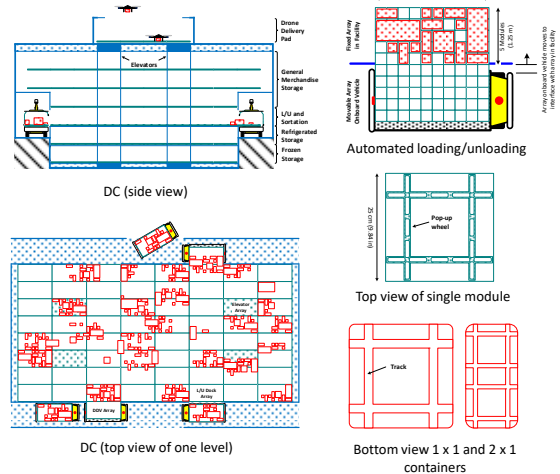 Drone
Delivery
Pad
Elevators
General
Merchandise
Storage
L/U and
Sortation
Refrigerated
Storage
Frozen
Storage
DC (side view)
Fixed Array
in Facility
Movable Array
Onboard Vehicle
5 Modules
(1.25 m)
Array onboard vehicle moves to
interface with array in facility
Automated loading/unloading
25 cm (9.84 in)
Pop-up
wheel
Top view of single module
Elevator
Array
L/U Dock
Array
DDV Array
DC (top view of one level)
Track
Bottom view 1 x 1 and 2 x 1
containers